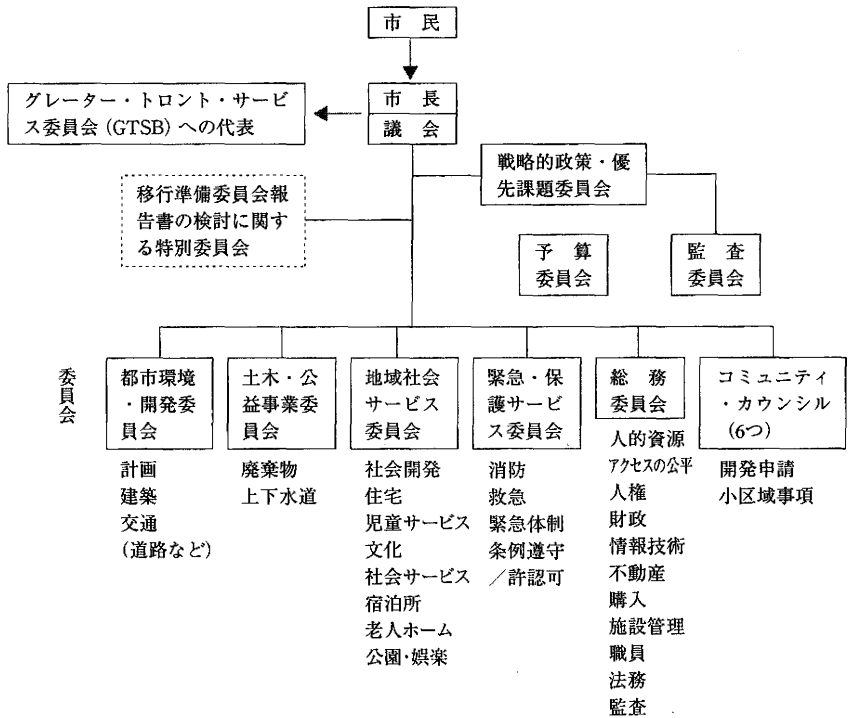 市　民
市　長
議　会
グレーター・トロント・サービ
ス委員会 (GTSB) への代表
戦略的政策・優
先課題委員会
移行準備委員会報
告書の検討に関す
る特別委員会
予　算
委員会
監　査
委員会
委員会
都市環境
・開発委
員会
計画
建築
交通
(道路など)
土木・公
益事業委
員会
廃棄物
上下水道
地域社会
サービス
委員会
社会開発
住宅
児童サービス
文化
社会サービス
宿泊所
老人ホーム
公園・娯楽
緊急・保
護サービ
ス委員会
消防
救急
緊急体制
条例遵守
／許認可
総　務
委員会
人的資源
アクセスの公平
人権
財政
情報技術
不動産
購入
施設管理
職員
法務
監査
コミュニティ
・カウンシル
(6つ)
開発申請
小区域事項